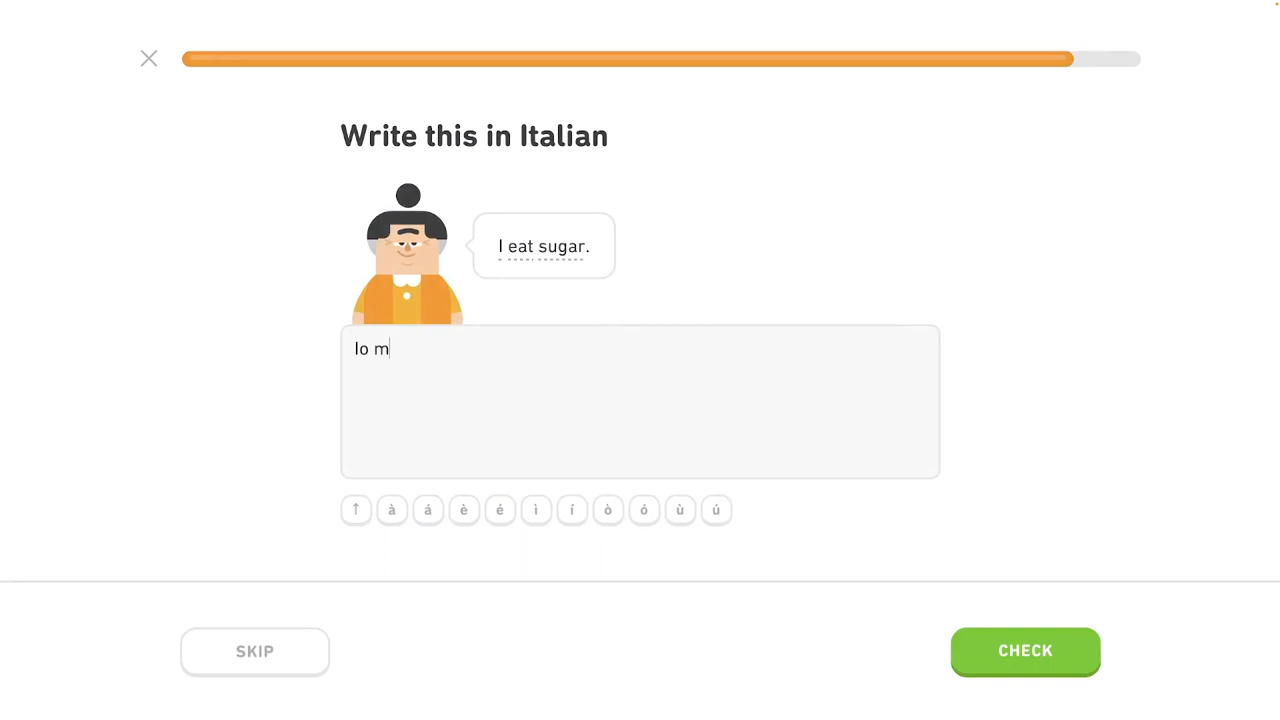 Write this in Italian
I eat sugar.
Io m
↑ à á è é ì í ò ó ù ú
SKIP
CHECK